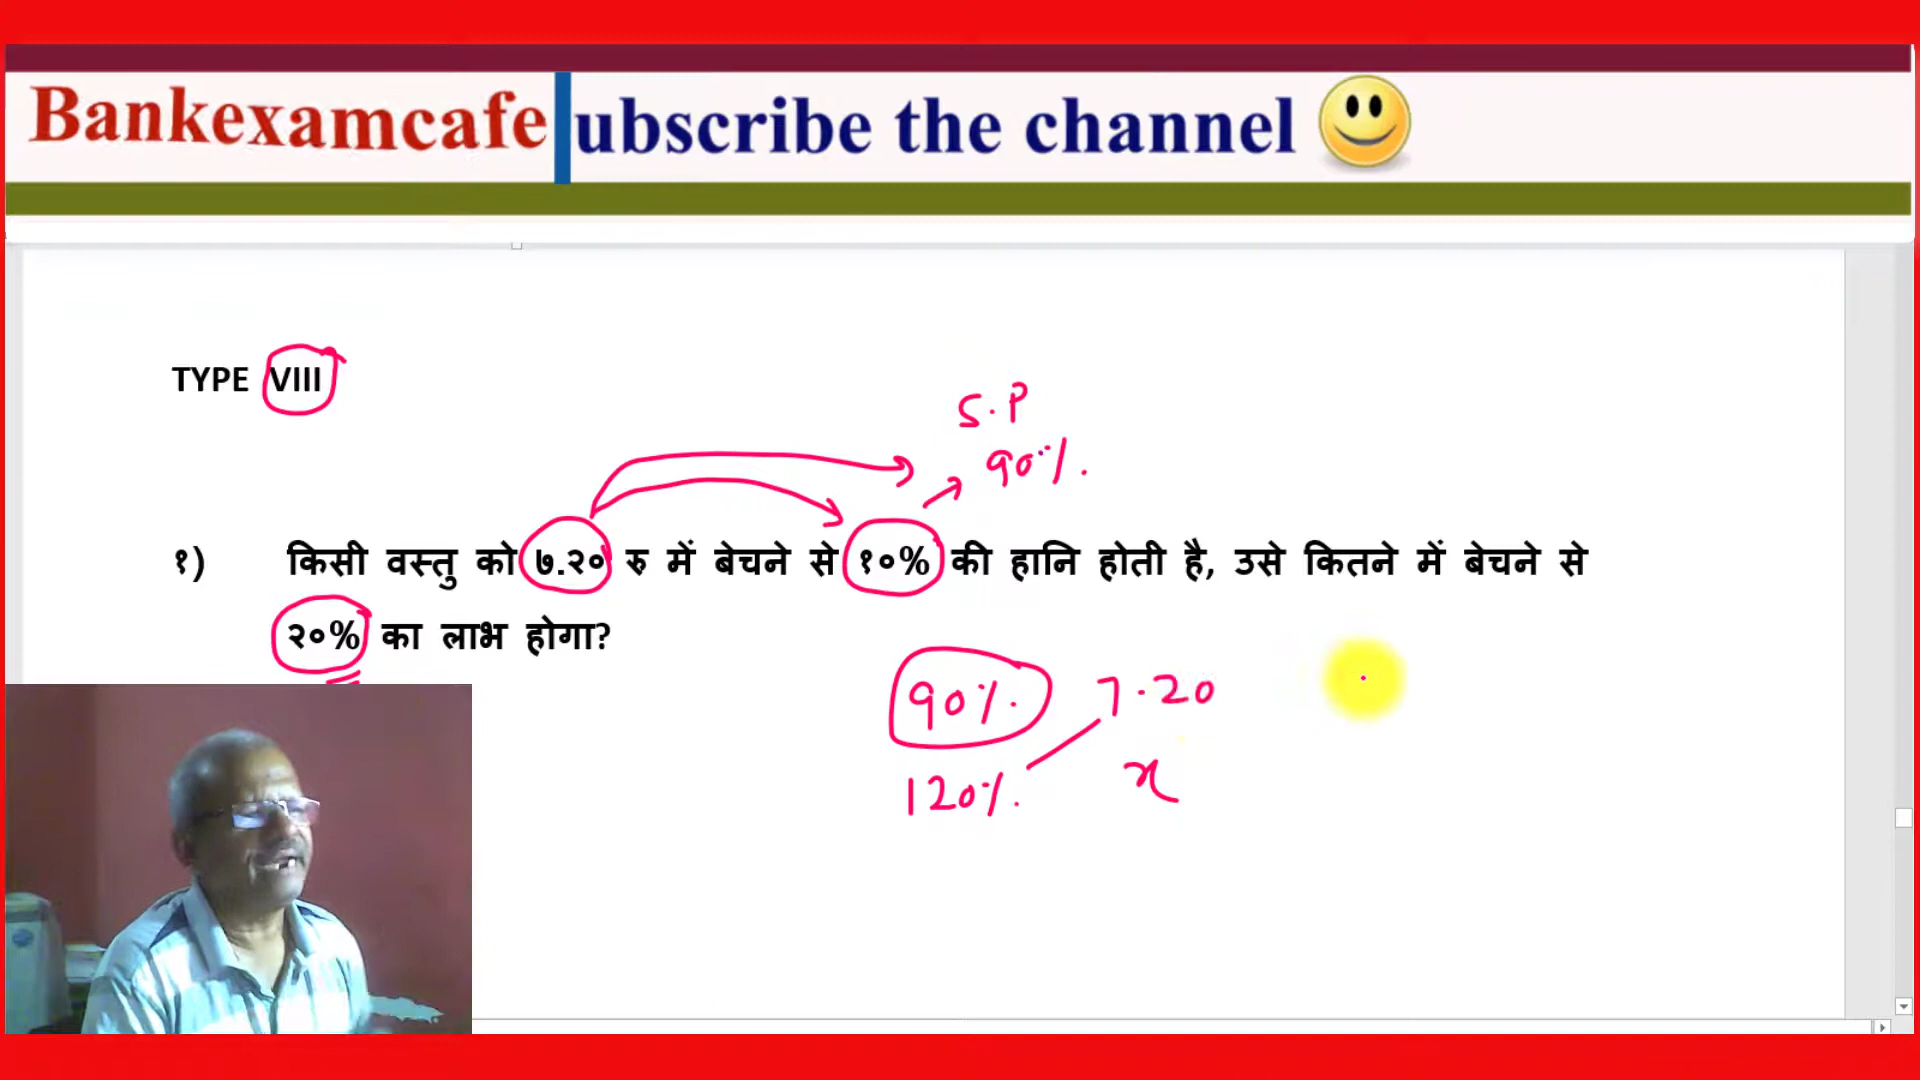 Bankexamcafe ubscribe the channel
TYPE VIII
S.P
90%.
१) किसी वस्तु को ७.२० रु में बेचने से १०% की हानि होती है, उसे कितने में बेचने से
२०% का लाभ होगा?
90%. 7.20
120%. x